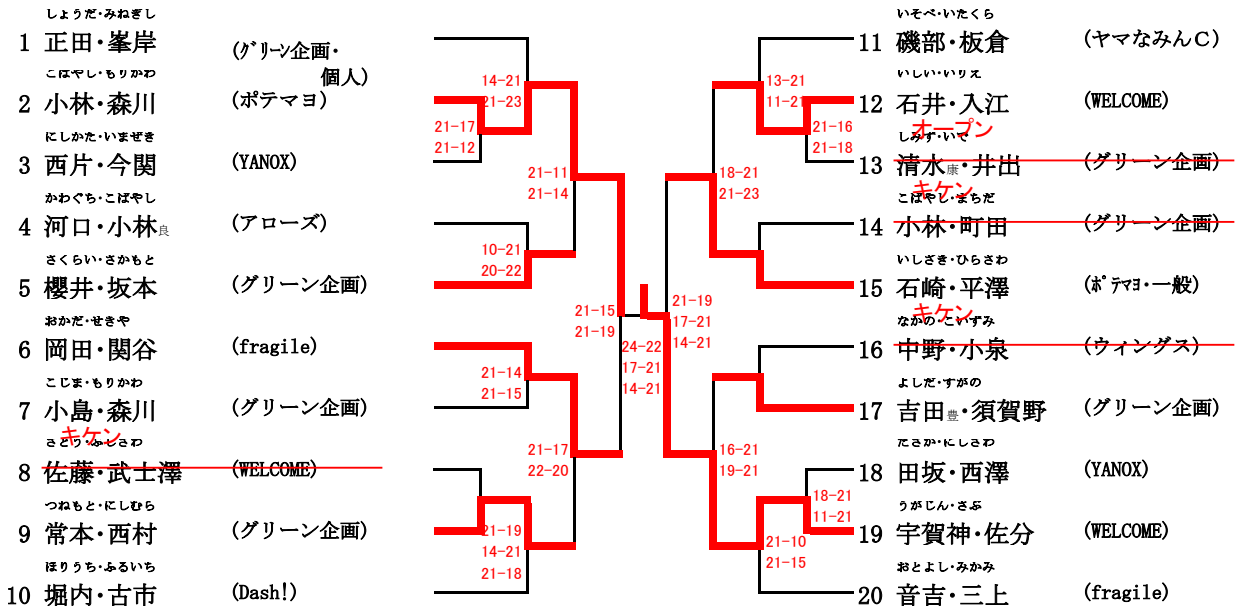 しょうだ・みねぎし
1 正田・峯岸 (グリーン企画・
個人)
こばやし・もりかわ
2 小林・森川 (ポテマヨ)
にしかた・いまぜき
3 西片・今関 (YANOX)
かわぐち・こばやし
4 河口・小林良 (アローズ)
さくらい・さかもと
5 櫻井・坂本 (グリーン企画)
おかだ・せきや
6 岡田・関谷 (fragile)
こじま・もりかわ
7 小島・森川 (グリーン企画)
キケン
さとう・ふじさわ
8 佐藤・武士澤 (WELCOME)
つねもと・にしむら
9 常本・西村 (グリーン企画)
ほりうち・ふるいち
10 堀内・古市 (Dash!)
14-21
21-23
21-17
21-12
21-11
21-14
10-21
20-22
21-15
21-19
21-14
21-15
21-17
22-20
21-19
14-21
21-18
24-22
17-21
14-21
21-19
17-21
14-21
13-21
11-21
21-16
21-18
18-21
21-23
16-21
19-21
18-21
11-21
21-10
21-15
いそべ・いたくら
11 磯部・板倉 (ヤマなみんC)
いしい・いりえ
12 石井・入江 (WELCOME)
オープン
しみず・いで
13 清水康・井出 (グリーン企画)
キケン
こばやし・まちだ
14 小林・町田 (グリーン企画)
いしざき・ひらさわ
15 石崎・平澤 (ポテマヨ・一般)
キケン
なかの・こいずみ
16 中野・小泉 (ウィングス)
よしだ・すがの
17 吉田豊・須賀野 (グリーン企画)
たさか・にしざわ
18 田坂・西澤 (YANOX)
うがじん・さぶ
19 宇賀神・佐分 (WELCOME)
おとよし・みかみ
20 音吉・三上 (fragile)